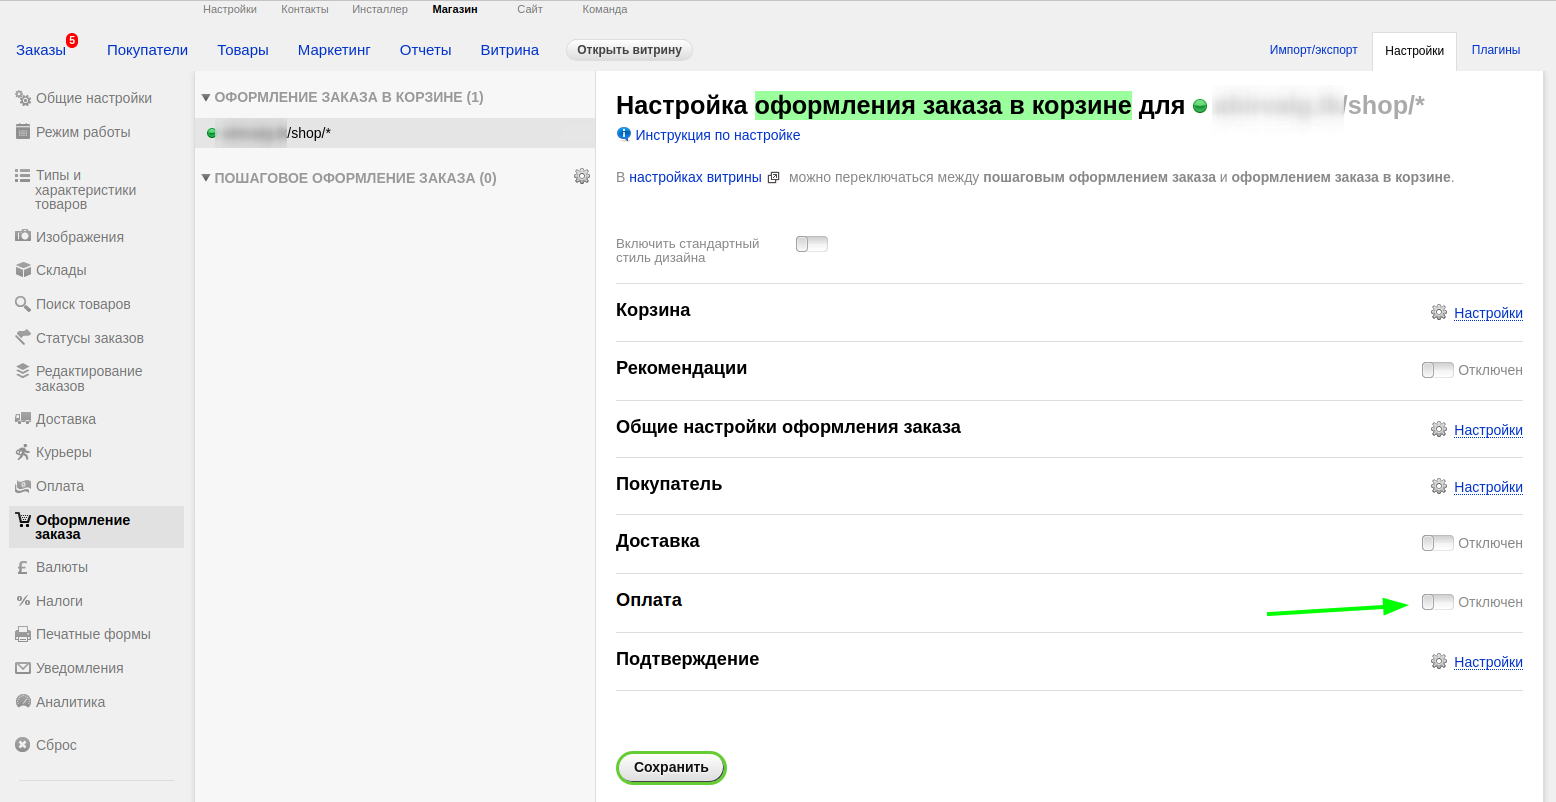 Настройки Контакты Инсталлер Магазин Сайт Команда
Заказы 5 Покупатели Товары Маркетинг Отчеты Витрина Открыть витрину Импорт/экспорт Настройки Плагины
Общие настройки
Режим работы
Типы и
характеристики
товаров
Изображения
Склады
Поиск товаров
Статусы заказов
Редактирование
заказов
Доставка
Курьеры
Оплата
Оформление
заказа
Валюты
Налоги
Печатные формы
Уведомления
Аналитика
Сброс
ОФОРМЛЕНИЕ ЗАКАЗА В КОРЗИНЕ (1)
/shop/*
ПОШАГОВОЕ ОФОРМЛЕНИЕ ЗАКАЗА (0)
Настройка оформления заказа в корзине для /shop/*
Инструкция по настройке
В настройках витрины можно переключаться между пошаговым оформлением заказа и оформлением заказа в корзине.
Включить стандартный
стиль дизайна
Корзина Настройки
Рекомендации Отключен
Общие настройки оформления заказа Настройки
Покупатель Настройки
Доставка Отключен
Оплата Отключен
Подтверждение Настройки
Сохранить